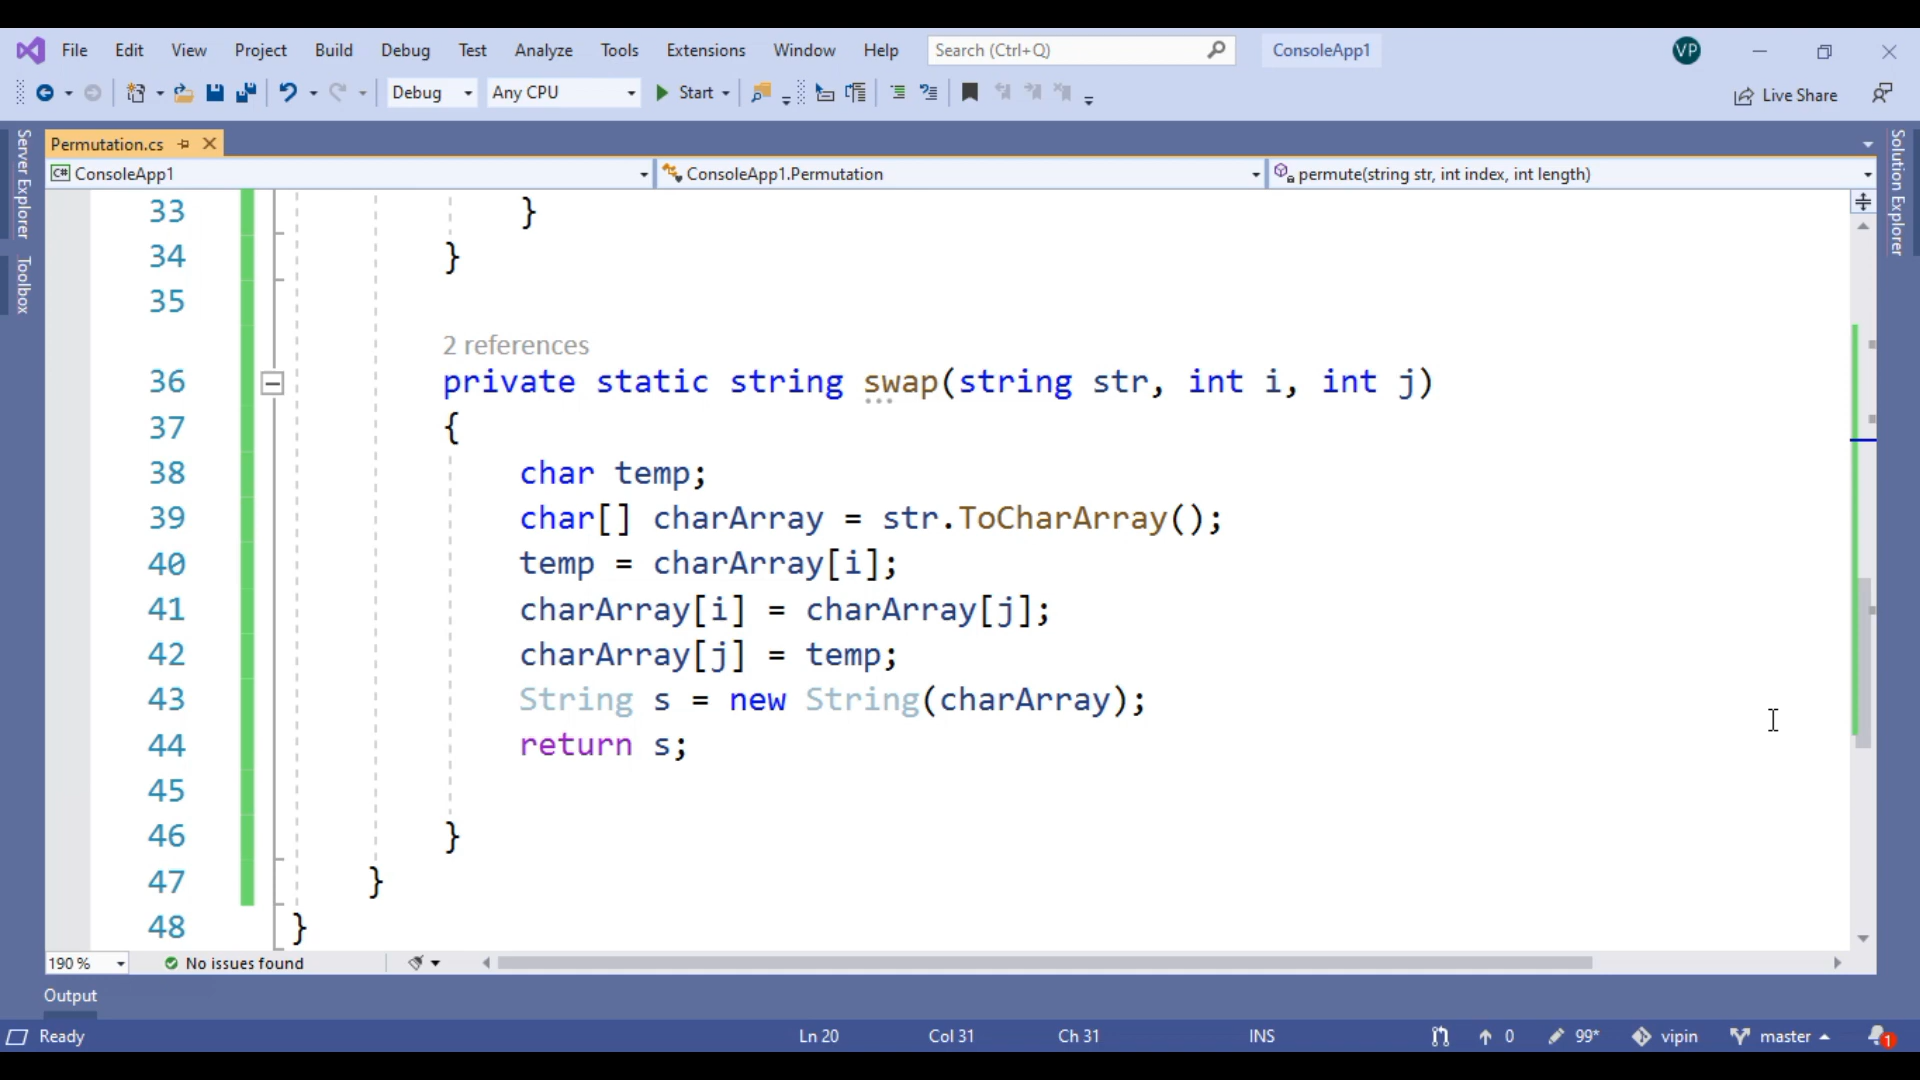 File Edit View Project Build Debug Test Analyze Tools Extensions Window Help Search (Ctrl+Q) ConsoleApp1 VP
Debug Any CPU Start Live Share
Server Explorer
Toolbox
Solution Explorer
Permutation.cs
C# ConsoleApp1 ConsoleApp1.Permutation permute(string str, int index, int length)
33 }
34 }
35
2 references
36 private static string swap(string str, int i, int j)
37 {
38 char temp;
39 char[] charArray = str.ToCharArray();
40 temp = charArray[i];
41 charArray[i] = charArray[j];
42 charArray[j] = temp;
43 String s = new String(charArray);
44 return s;
45
46 }
47 }
48 }
190 % No issues found
Output
Ready Ln 20 Col 31 Ch 31 INS 0 99* vipin master 1